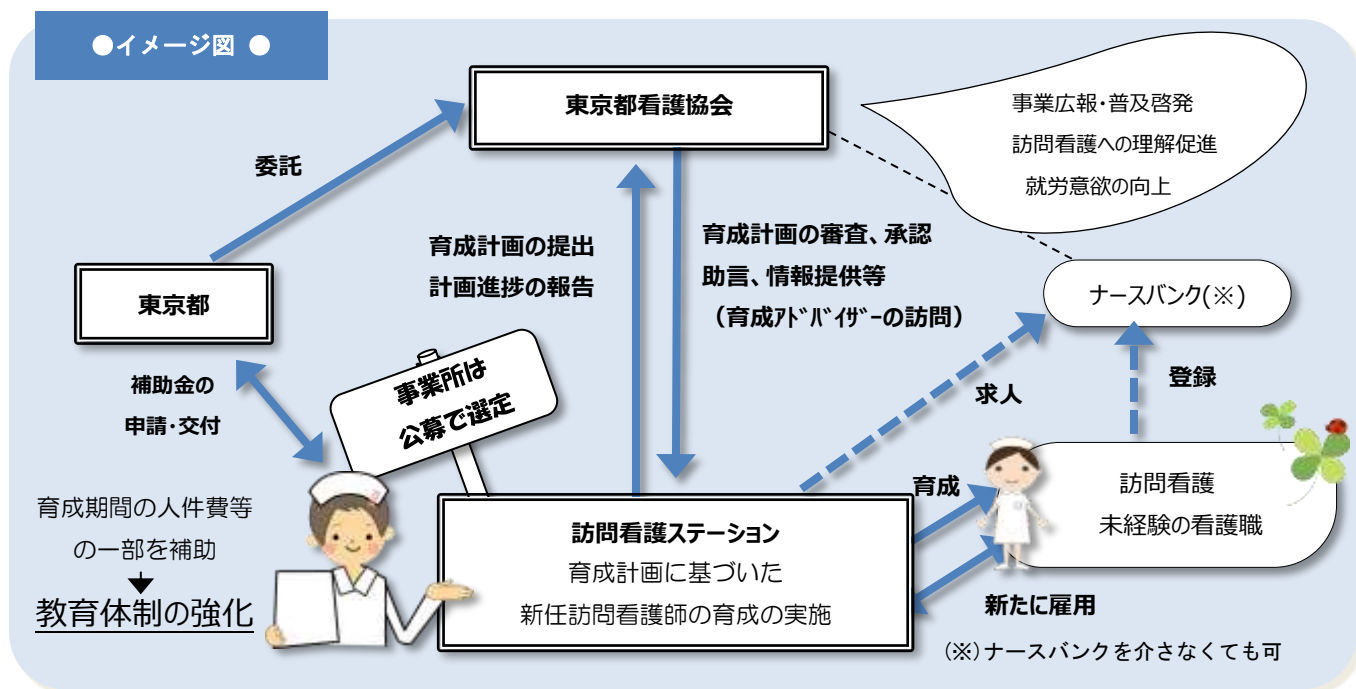 ●イメージ図 ●
東京都看護協会
事業広報・普及啓発
訪問看護への理解促進
就労意欲の向上
委託
育成計画の提出
計画進捗の報告
育成計画の審査、承認
助言、情報提供等
（育成ｱﾄﾞﾊﾞｲｻﾞｰの訪問）
東京都
ナースバンク(※)
補助金の
申請・交付
事業所は
公募で選定
求人
登録
育成期間の人件費等
の一部を補助
教育体制の強化
訪問看護ステーション
育成計画に基づいた
新任訪問看護師の育成の実施
育成
訪問看護
未経験の看護職
新たに雇用
(※)ナースバンクを介さなくても可